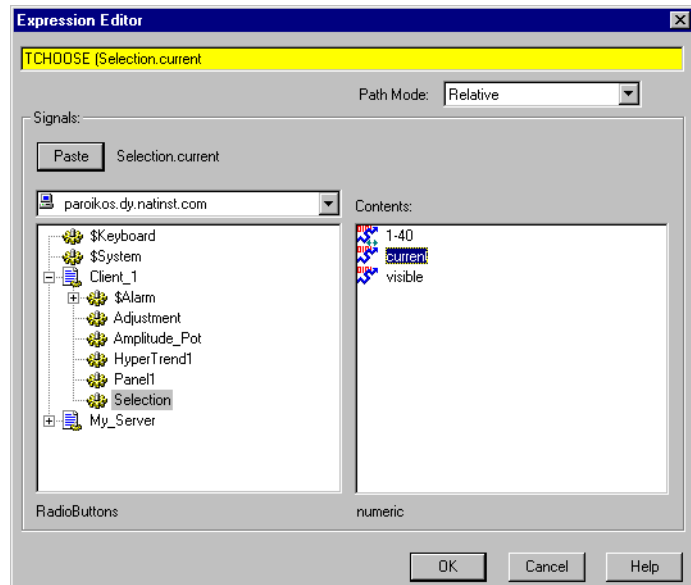 Expression Editor
TCHOOSE (Selection.current
Path Mode: Relative
Signals:
Paste Selection.current
paroikos.dy.natinst.com
Contents:
$Keyboard
$System
Client_1
$Alarm
Adjustment
Amplitude_Pot
HyperTrend1
Panel1
Selection
My_Server
1-40
current
visible
RadioButtons
numeric
OK Cancel Help